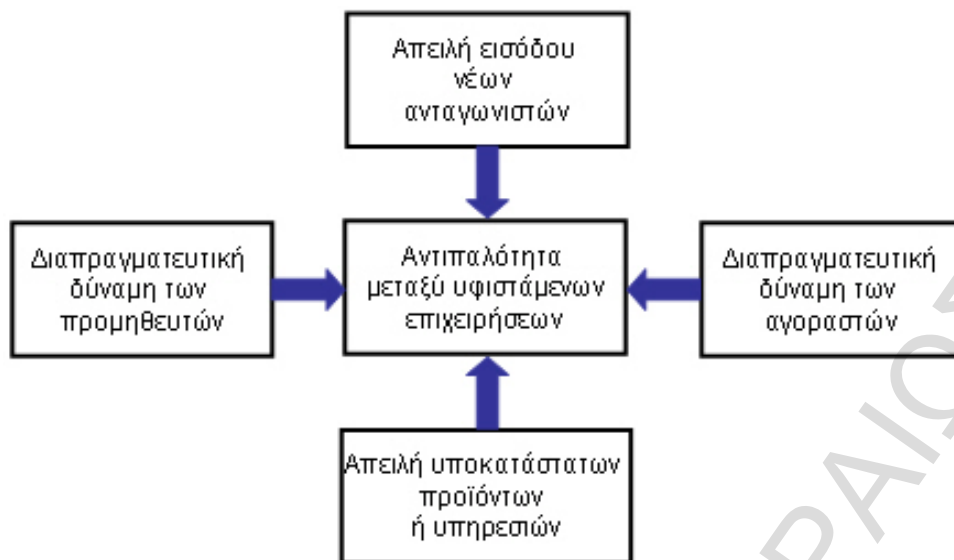 Απειλή εισόδου
νέων
ανταγωνιστών
Διαπραγματευτική
δύναμη των
προμηθευτών
Αντιπαλότητα
μεταξύ υφιστάμενων
επιχειρήσεων
Διαπραγματευτική
δύναμη των
αγοραστών
Απειλή υποκατάστατων
προϊόντων
ή υπηρεσιών